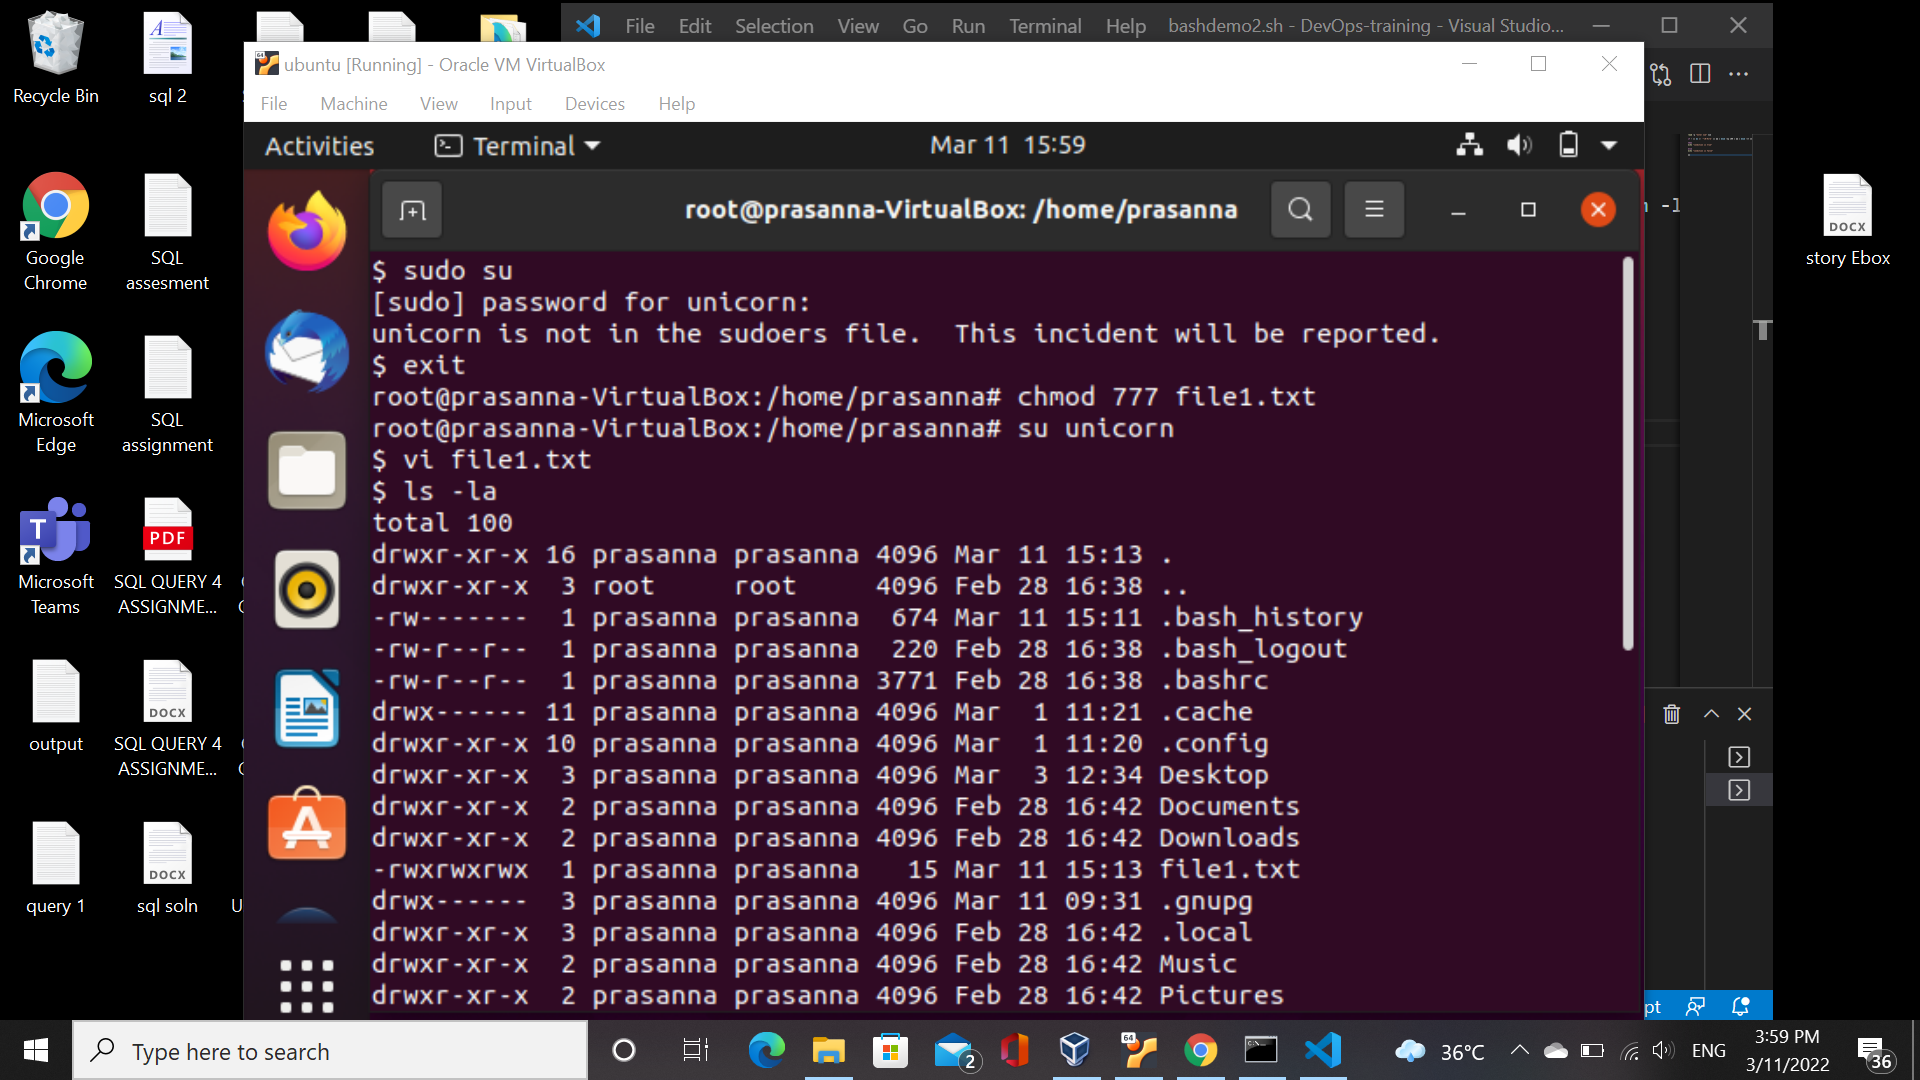 File Edit Selection View Go Run Terminal Help bashdemo2.sh - DevOps-training - Visual Studio...
ubuntu [Running] - Oracle VM VirtualBox
File Machine View Input Devices Help
Activities Terminal Mar 11 15:59
root@prasanna-VirtualBox: /home/prasanna
$ sudo su
[sudo] password for unicorn:
unicorn is not in the sudoers file.  This incident will be reported.
$ exit
root@prasanna-VirtualBox:/home/prasanna# chmod 777 file1.txt
root@prasanna-VirtualBox:/home/prasanna# su unicorn
$ vi file1.txt
$ ls -la
total 100
drwxr-xr-x 16 prasanna prasanna 4096 Mar 11 15:13 .
drwxr-xr-x  3 root     root     4096 Feb 28 16:38 ..
-rw-------  1 prasanna prasanna  674 Mar 11 15:11 .bash_history
-rw-r--r--  1 prasanna prasanna  220 Feb 28 16:38 .bash_logout
-rw-r--r--  1 prasanna prasanna 3771 Feb 28 16:38 .bashrc
drwx------ 11 prasanna prasanna 4096 Mar  1 11:21 .cache
drwxr-xr-x 10 prasanna prasanna 4096 Mar  1 11:20 .config
drwxr-xr-x  3 prasanna prasanna 4096 Mar  3 12:34 Desktop
drwxr-xr-x  2 prasanna prasanna 4096 Feb 28 16:42 Documents
drwxr-xr-x  2 prasanna prasanna 4096 Feb 28 16:42 Downloads
-rwxrwxrwx  1 prasanna prasanna   15 Mar 11 15:13 file1.txt
drwx------  3 prasanna prasanna 4096 Mar 11 09:31 .gnupg
drwxr-xr-x  3 prasanna prasanna 4096 Feb 28 16:42 .local
drwxr-xr-x  2 prasanna prasanna 4096 Feb 28 16:42 Music
drwxr-xr-x  2 prasanna prasanna 4096 Feb 28 16:42 Pictures
Recycle Bin
sql 2
Google
Chrome
SQL
assesment
Microsoft
Edge
SQL
assignment
PDF
Microsoft
Teams
SQL QUERY 4
ASSIGNME...
output
DOCX
SQL QUERY 4
ASSIGNME...
query 1
DOCX
sql soln
DOCX
story Ebox
-l
pt
Type here to search
2
64
36°C
ENG
3:59 PM
3/11/2022
36